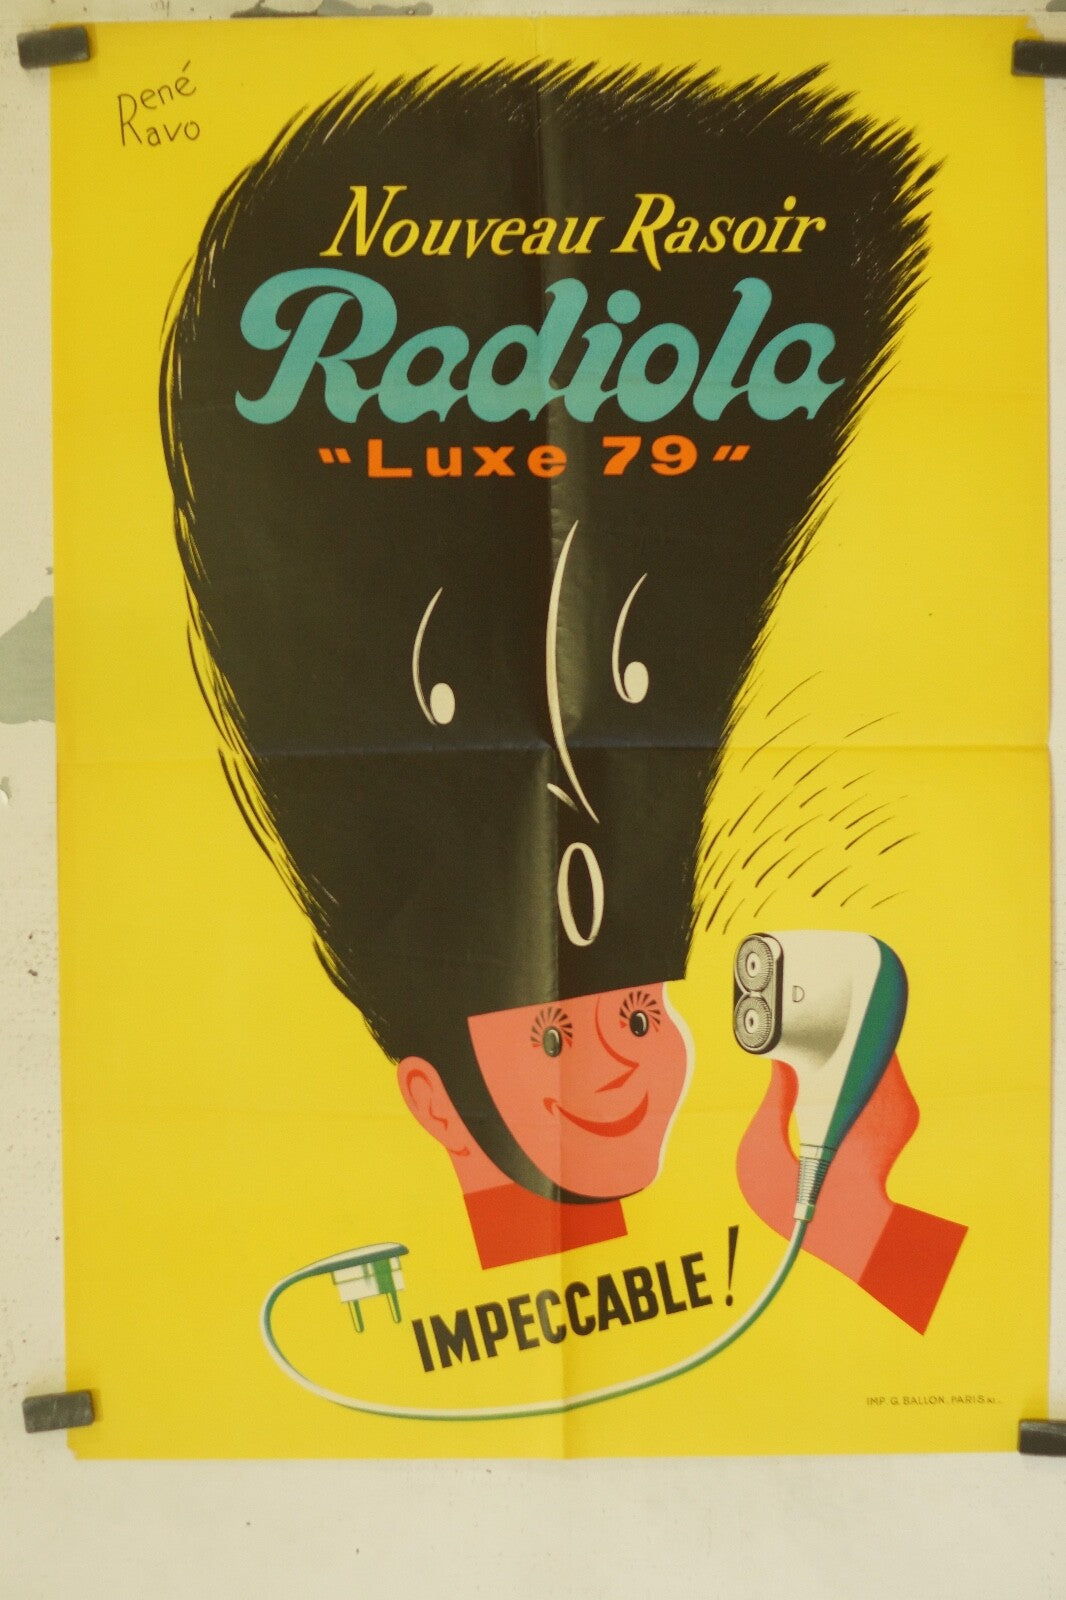 René
Ravo
Nouveau Rasoir
Radiola
"Luxe 79"
IMPECCABLE!
IMP. G. BALLON. PARIS.XI.